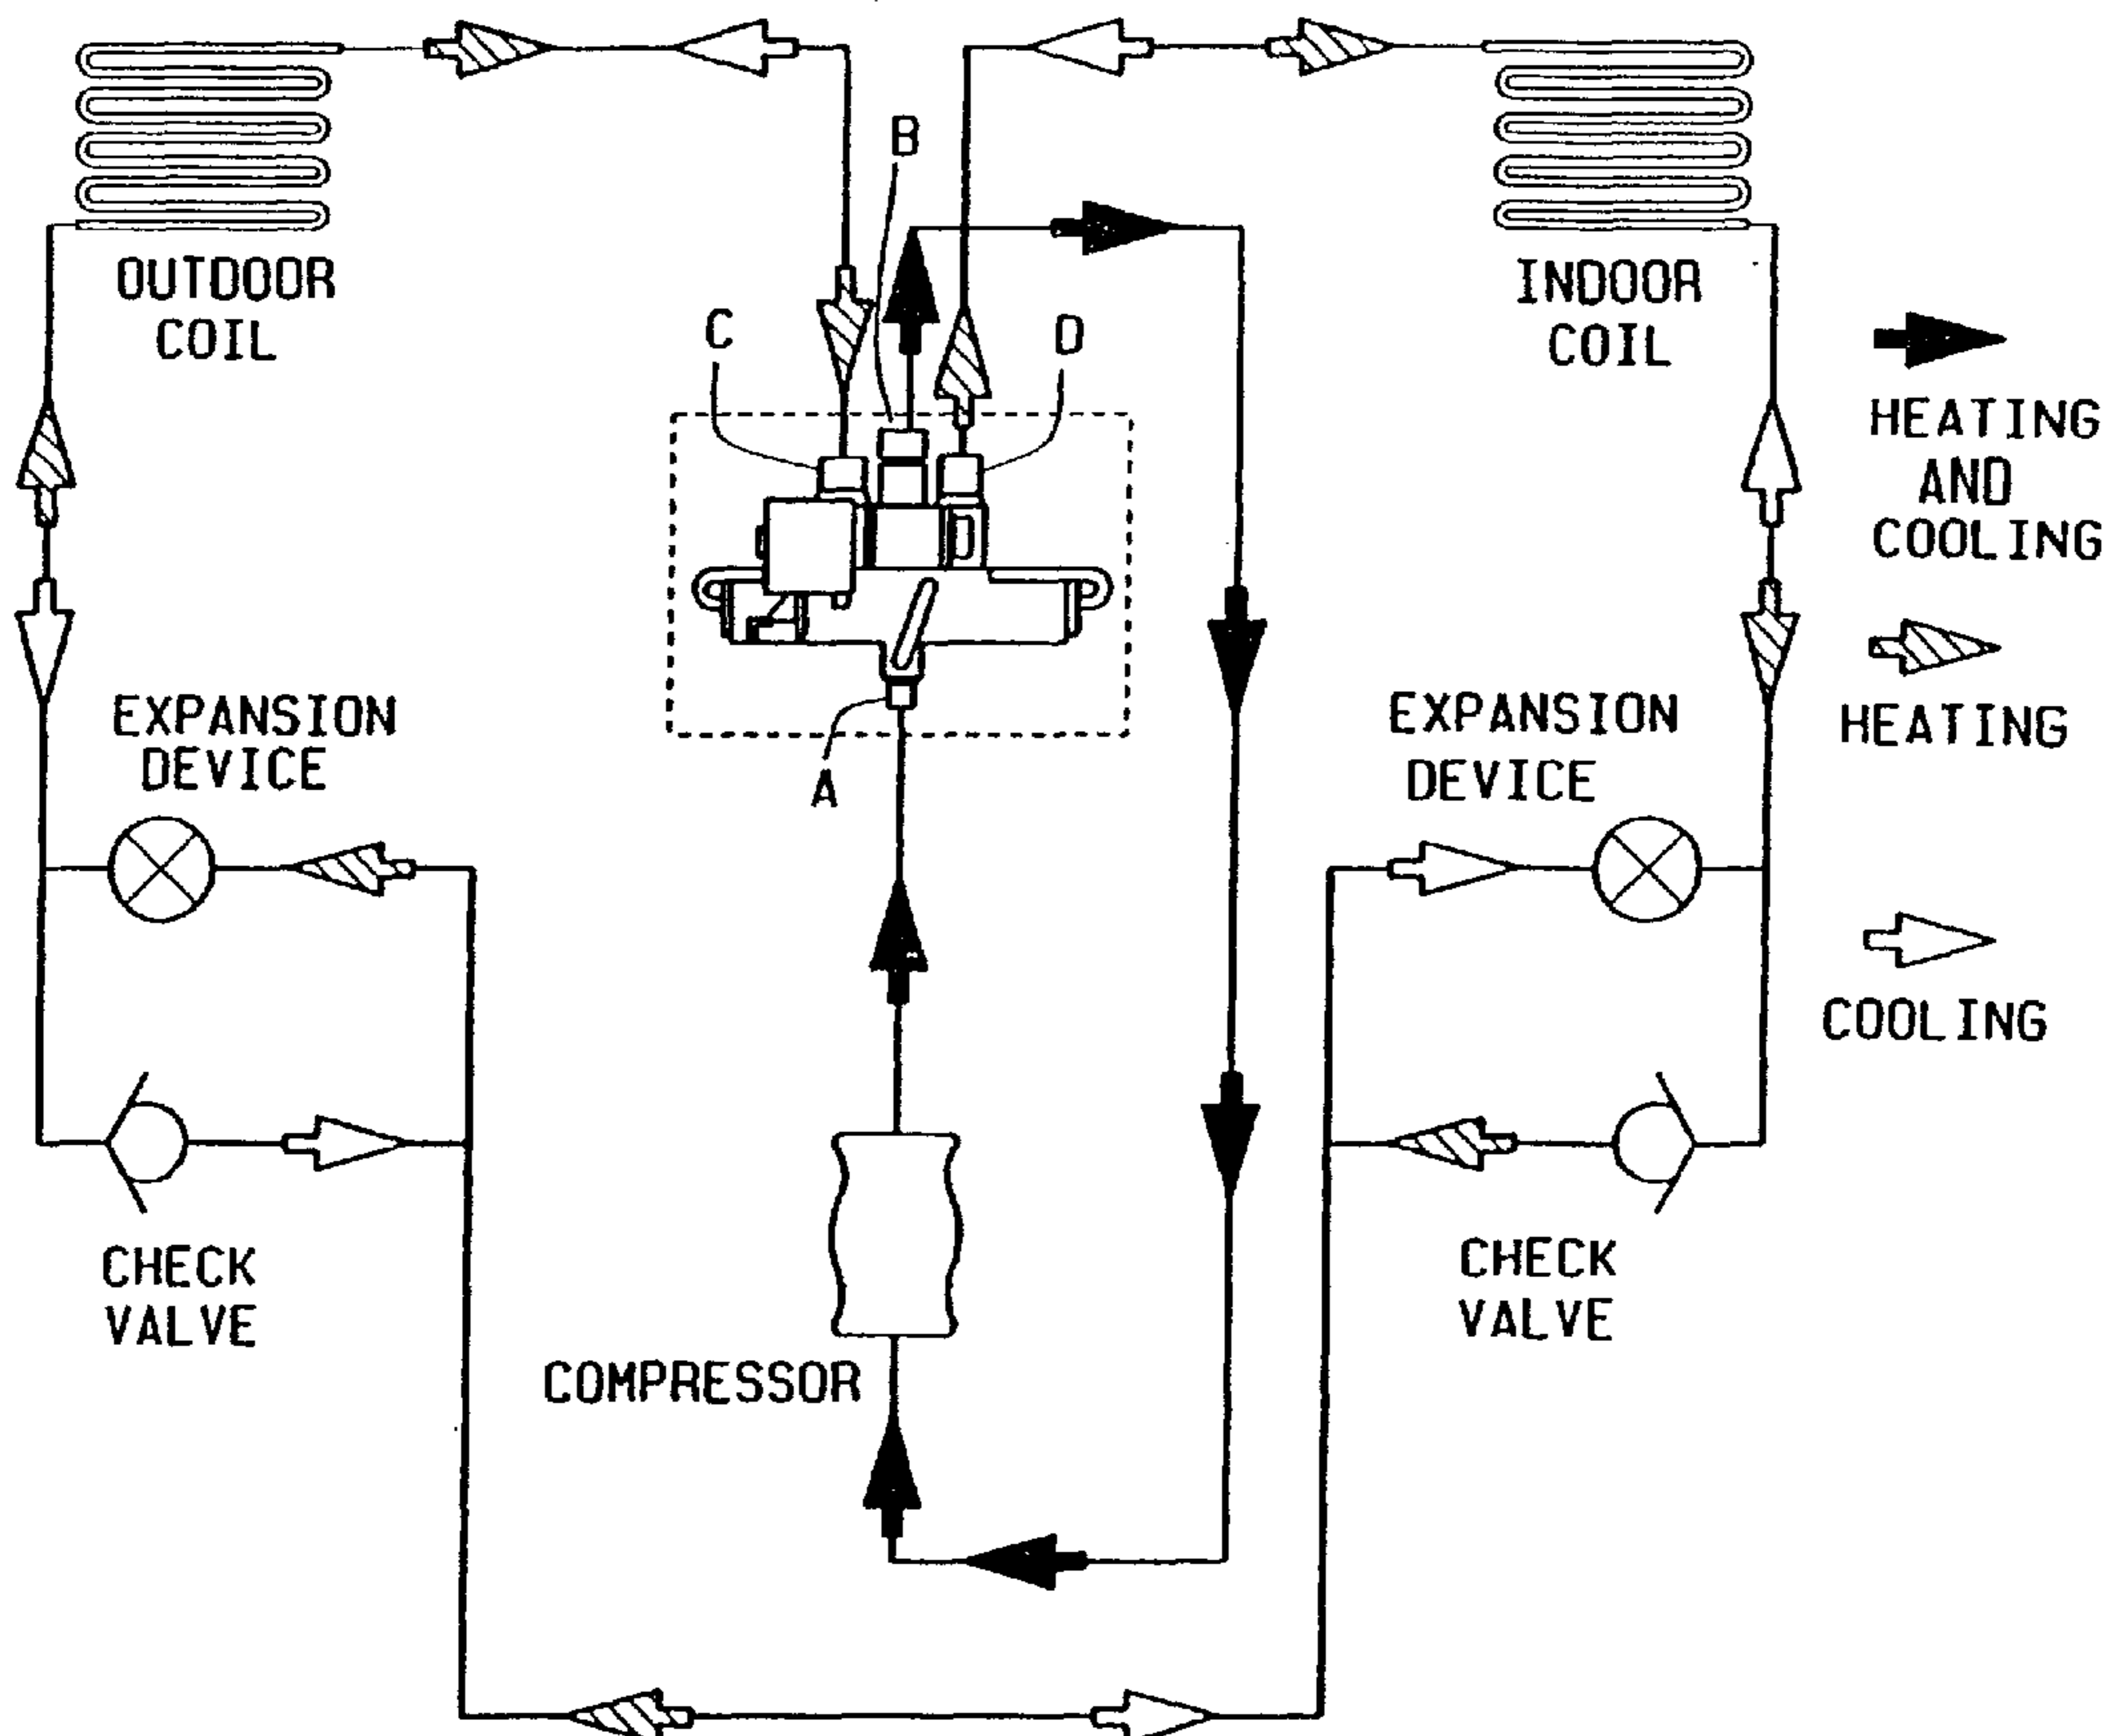 B
OUTDOOR
COIL
C
D
INDOOR
COIL
HEATING
AND
COOLING
EXPANSION
DEVICE
A
EXPANSION
DEVICE
HEATING
COOLING
CHECK
VALVE
CHECK
VALVE
COMPRESSOR